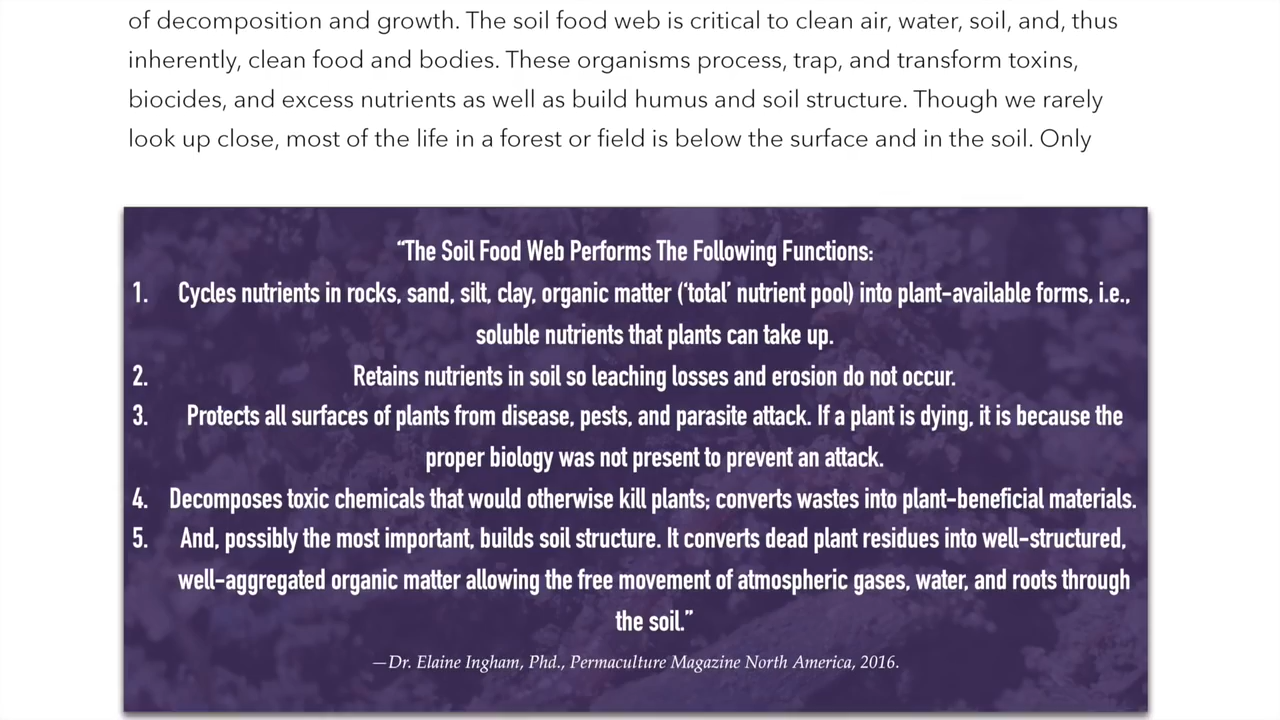 of decomposition and growth. The soil food web is critical to clean air, water, soil, and, thus
inherently, clean food and bodies. These organisms process, trap, and transform toxins,
biocides, and excess nutrients as well as build humus and soil structure. Though we rarely
look up close, most of the life in a forest or field is below the surface and in the soil. Only
“The Soil Food Web Performs The Following Functions:
1. Cycles nutrients in rocks, sand, silt, clay, organic matter (‘total’ nutrient pool) into plant-available forms, i.e.,
soluble nutrients that plants can take up.
2. Retains nutrients in soil so leaching losses and erosion do not occur.
3. Protects all surfaces of plants from disease, pests, and parasite attack. If a plant is dying, it is because the
proper biology was not present to prevent an attack.
4. Decomposes toxic chemicals that would otherwise kill plants; converts wastes into plant-beneficial materials.
5. And, possibly the most important, builds soil structure. It converts dead plant residues into well-structured,
well-aggregated organic matter allowing the free movement of atmospheric gases, water, and roots through
the soil.”
—Dr. Elaine Ingham, Phd., Permaculture Magazine North America, 2016.